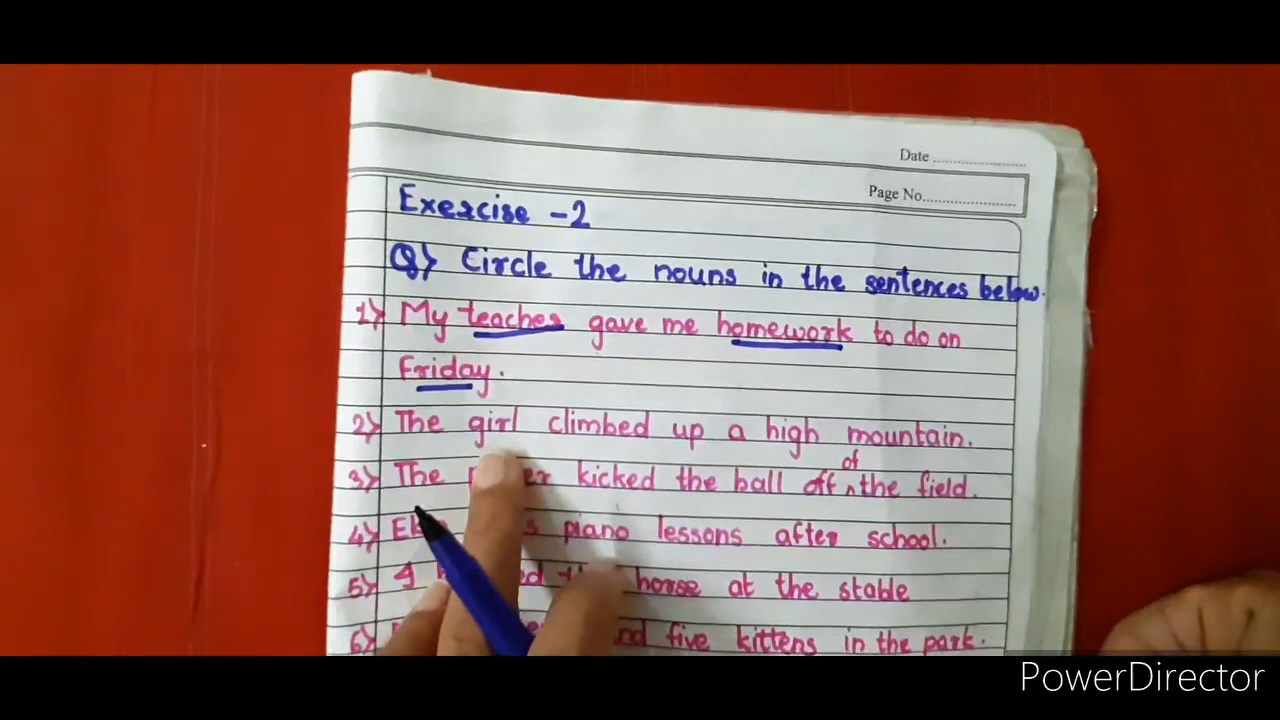 Date
Page No.
Exercise -2
Q) Circle the nouns in the sentences below.
1) My teacher gave me homework to do on
Friday.
2) The girl climbed up a high mountain.
of
3) The kicked the ball off ^ the field.
4) piano lessons after school.
5) I horse at the stable
6) five kittens in the park.
PowerDirector